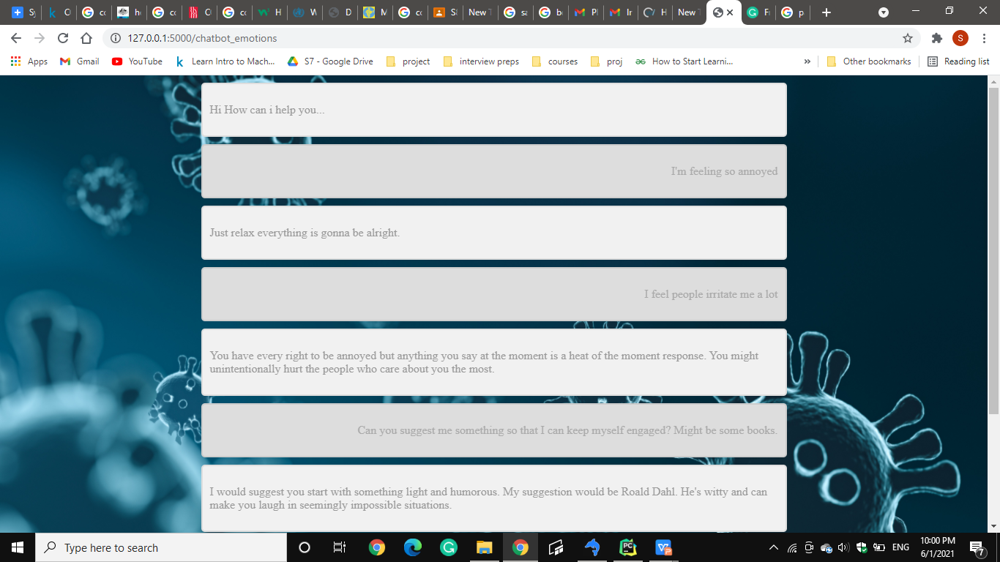 Sy
C
cc
he
cc
C
cc
H
W
D
M
cc
S8
New T
sa
be
Pl
In
H
New T
Fr
p
127.0.0.1:5000/chatbot_emotions
S
Apps
Gmail
YouTube
Learn Intro to Mach...
S7 - Google Drive
project
interview preps
courses
proj
How to Start Learni...
»
Other bookmarks
Reading list
Hi How can i help you...
I'm feeling so annoyed
Just relax everything is gonna be alright.
I feel people irritate me a lot
You have every right to be annoyed but anything you say at the moment is a heat of the moment response. You might
unintentionally hurt the people who care about you the most.
Can you suggest me something so that I can keep myself engaged? Might be some books.
I would suggest you start with something light and humorous. My suggestion would be Roald Dahl. He's witty and can
make you laugh in seemingly impossible situations.
Type here to search
ENG
10:00 PM
6/1/2021
7